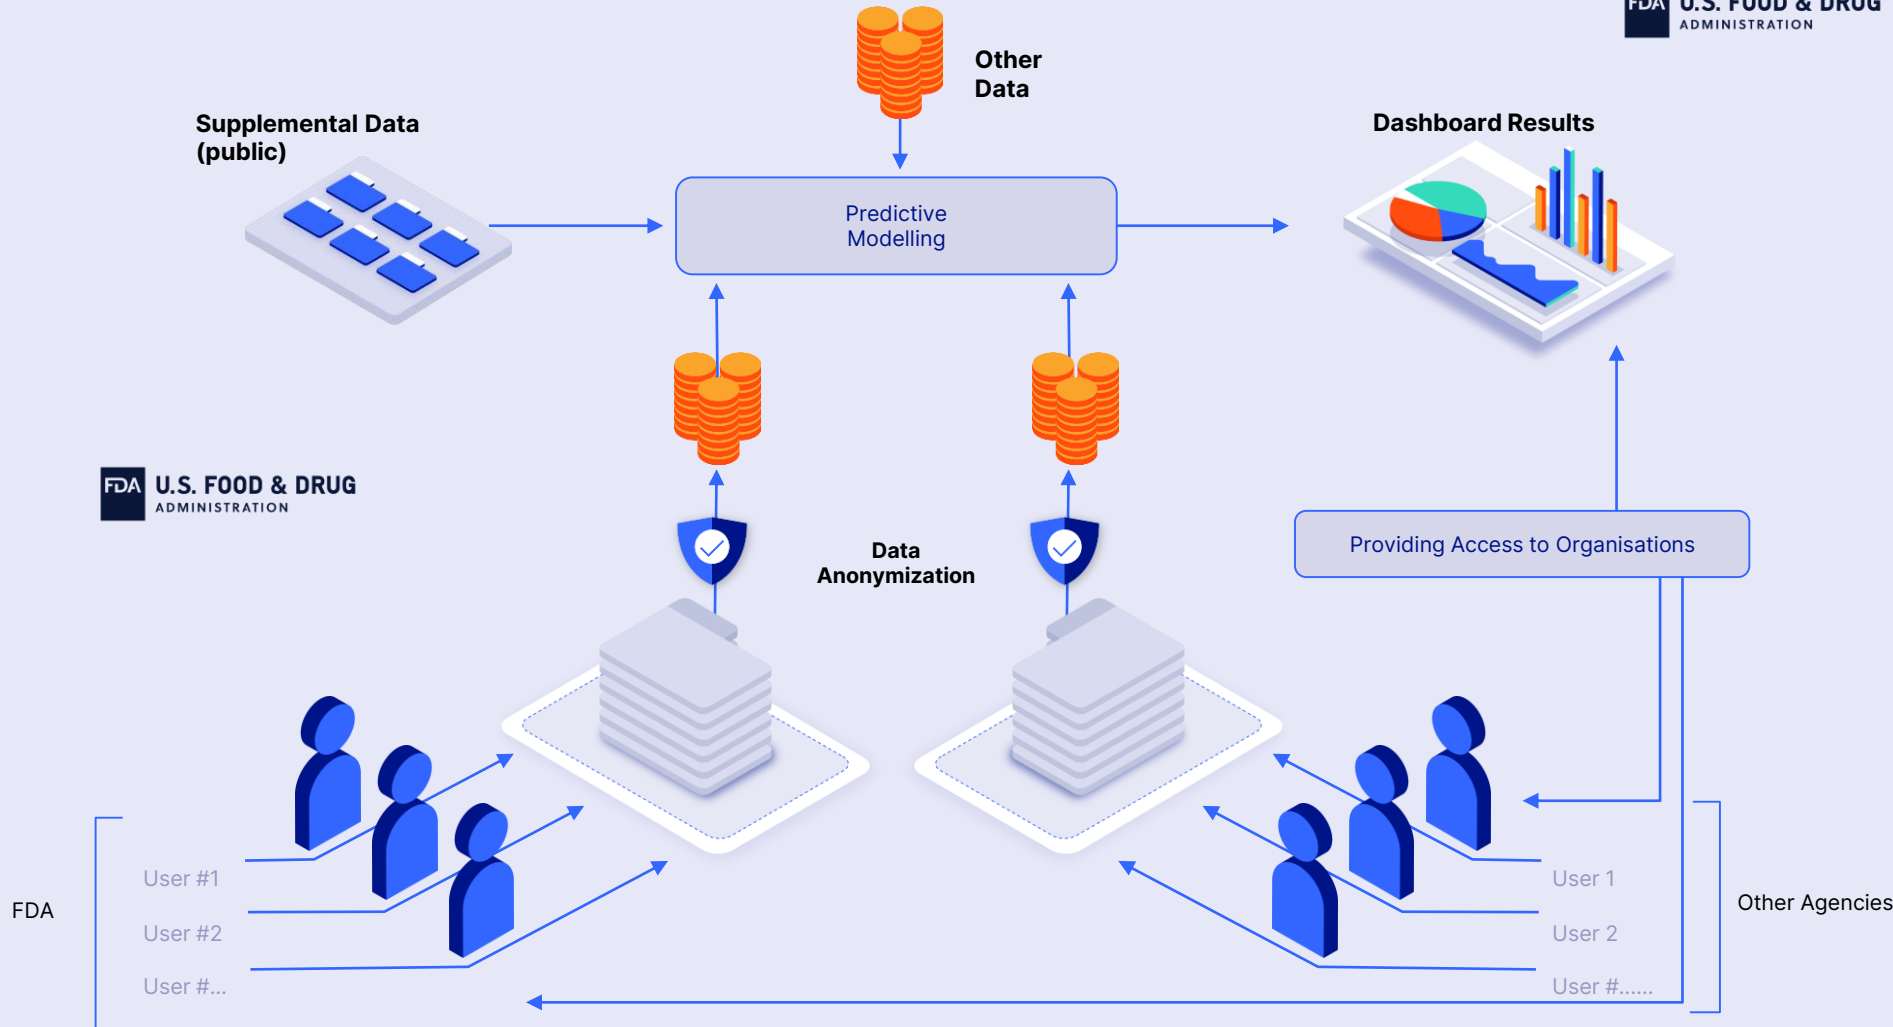 FDA U.S. FOOD & DRUG
ADMINISTRATION
Other
Data
Supplemental Data
(public)
Dashboard Results
Predictive
Modelling
FDA U.S. FOOD & DRUG
ADMINISTRATION
Data
Anonymization
Providing Access to Organisations
FDA
User #1
User #2
User #...
User 1
User 2
User #......
Other Agencies